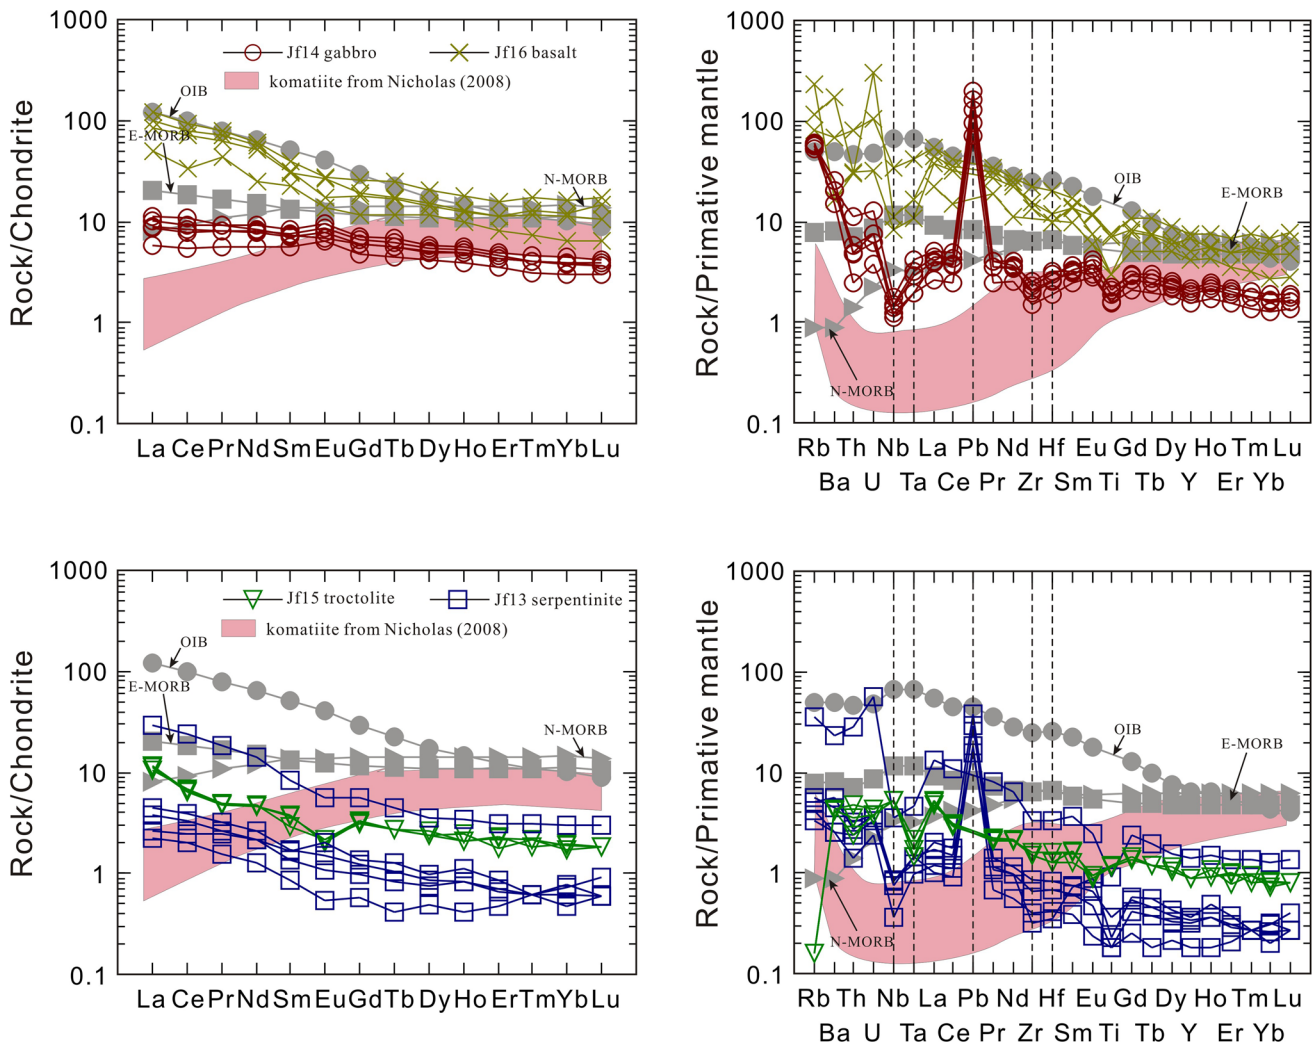 Rock/Chondrite
1000
100
10
1
0.1
Jf14 gabbro
Jf16 basalt
komatiite from Nicholas (2008)
OIB
E-MORB
N-MORB
La Ce Pr Nd Sm Eu Gd Tb Dy Ho Er Tm Yb Lu
Rock/Primative mantle
1000
100
10
1
0.1
OIB
E-MORB
N-MORB
Rb Th Nb La Pb Nd Hf Eu Gd Dy Ho Tm Lu
Ba U Ta Ce Pr Zr Sm Ti Tb Y Er Yb
Rock/Chondrite
1000
100
10
1
0.1
Jf15 troctolite
Jf13 serpentinite
komatiite from Nicholas (2008)
OIB
E-MORB
N-MORB
La Ce Pr Nd Sm Eu Gd Tb Dy Ho Er Tm Yb Lu
Rock/Primative mantle
1000
100
10
1
0.1
OIB
E-MORB
N-MORB
Rb Th Nb La Pb Nd Hf Eu Gd Dy Ho Tm Lu
Ba U Ta Ce Pr Zr Sm Ti Tb Y Er Yb